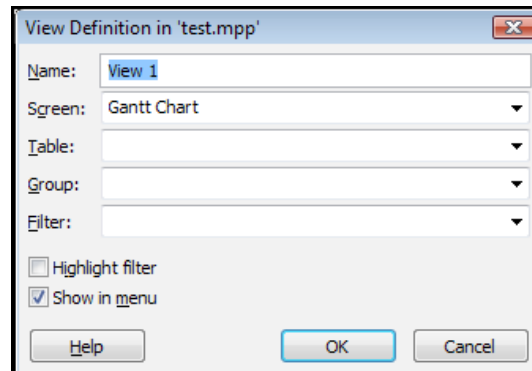 View Definition in 'test.mpp'
Name: View 1
Screen: Gantt Chart
Table:
Group:
Filter:
Highlight filter
Show in menu
Help OK Cancel